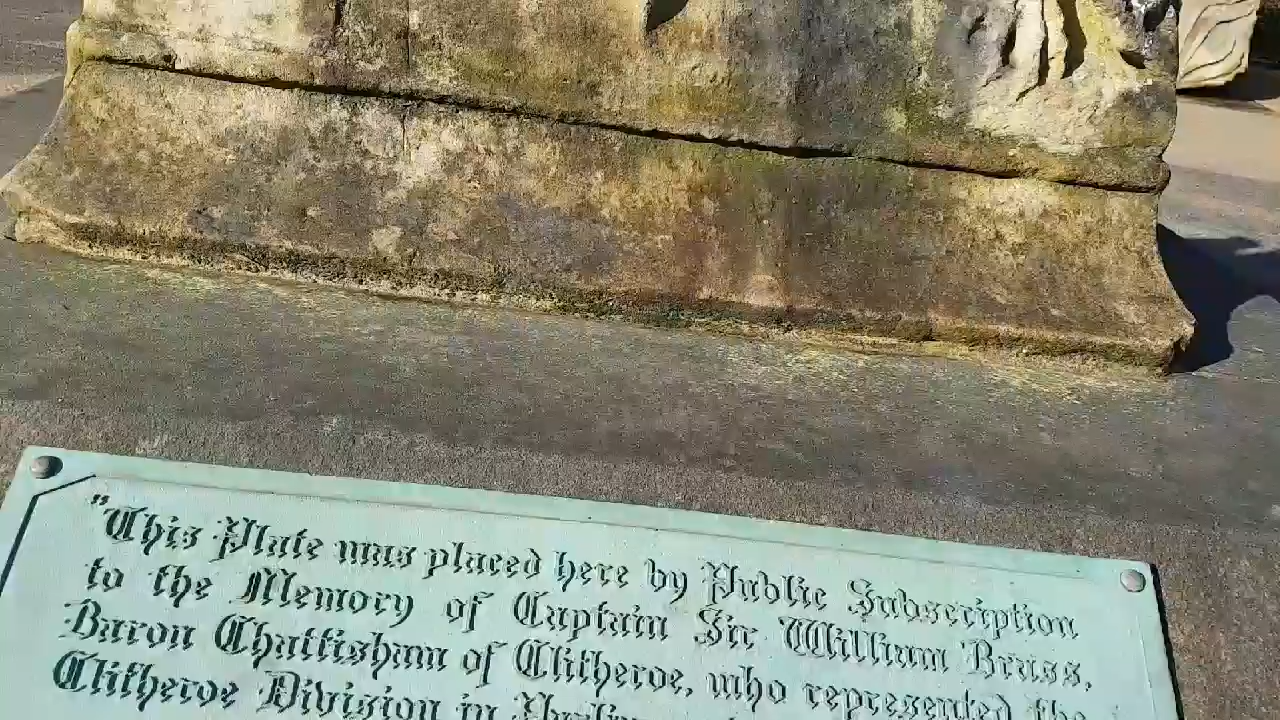 "This Plate was placed here by Public Subscription
to the Memory of Captain Sir William Brass,
Baron Chattisham of Clitheroe, who represented the
Clitheroe Division in